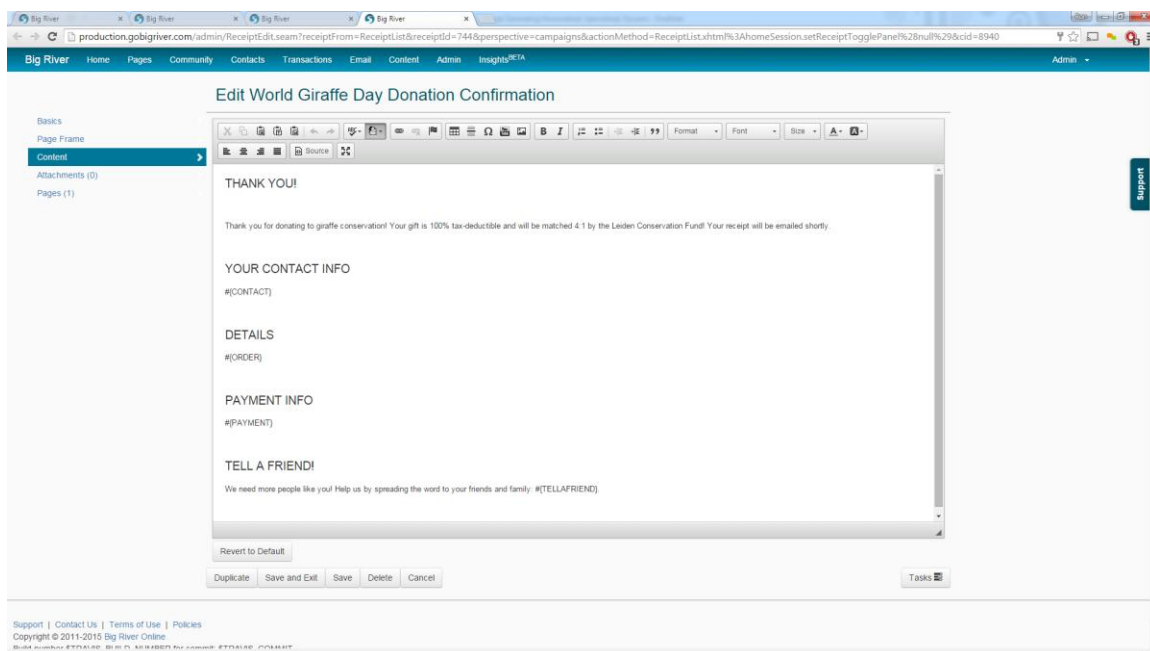 Big River
Big River
Big River
Big River
production.gobigriver.com/admin/ReceiptEdit.seam?receiptFrom=ReceiptList&receiptId=744&perspective=campaigns&actionMethod=ReceiptList.xhtml%3AhomeSession.setReceiptTogglePanel%28null%29&cid=8940
Big River Home Pages Community Contacts Transactions Email Content Admin Insights BETA Admin
Edit World Giraffe Day Donation Confirmation
Basics
Page Frame
Content
Attachments (0)
Pages (1)
B I Format Font Size A A
Source
THANK YOU!
Thank you for donating to giraffe conservation! Your gift is 100% tax-deductible and will be matched 4:1 by the Leiden Conservation Fund! Your receipt will be emailed shortly.
YOUR CONTACT INFO
#{CONTACT}
DETAILS
#{ORDER}
PAYMENT INFO
#{PAYMENT}
TELL A FRIEND!
We need more people like you! Help us by spreading the word to your friends and family. #{TELLAFRIEND}
Support
Revert to Default
Duplicate Save and Exit Save Delete Cancel Tasks
Support | Contact Us | Terms of Use | Policies
Copyright © 2011-2015 Big River Online
Build number $TRAVIS_BUILD_NUMBER for commit: $TRAVIS_COMMIT